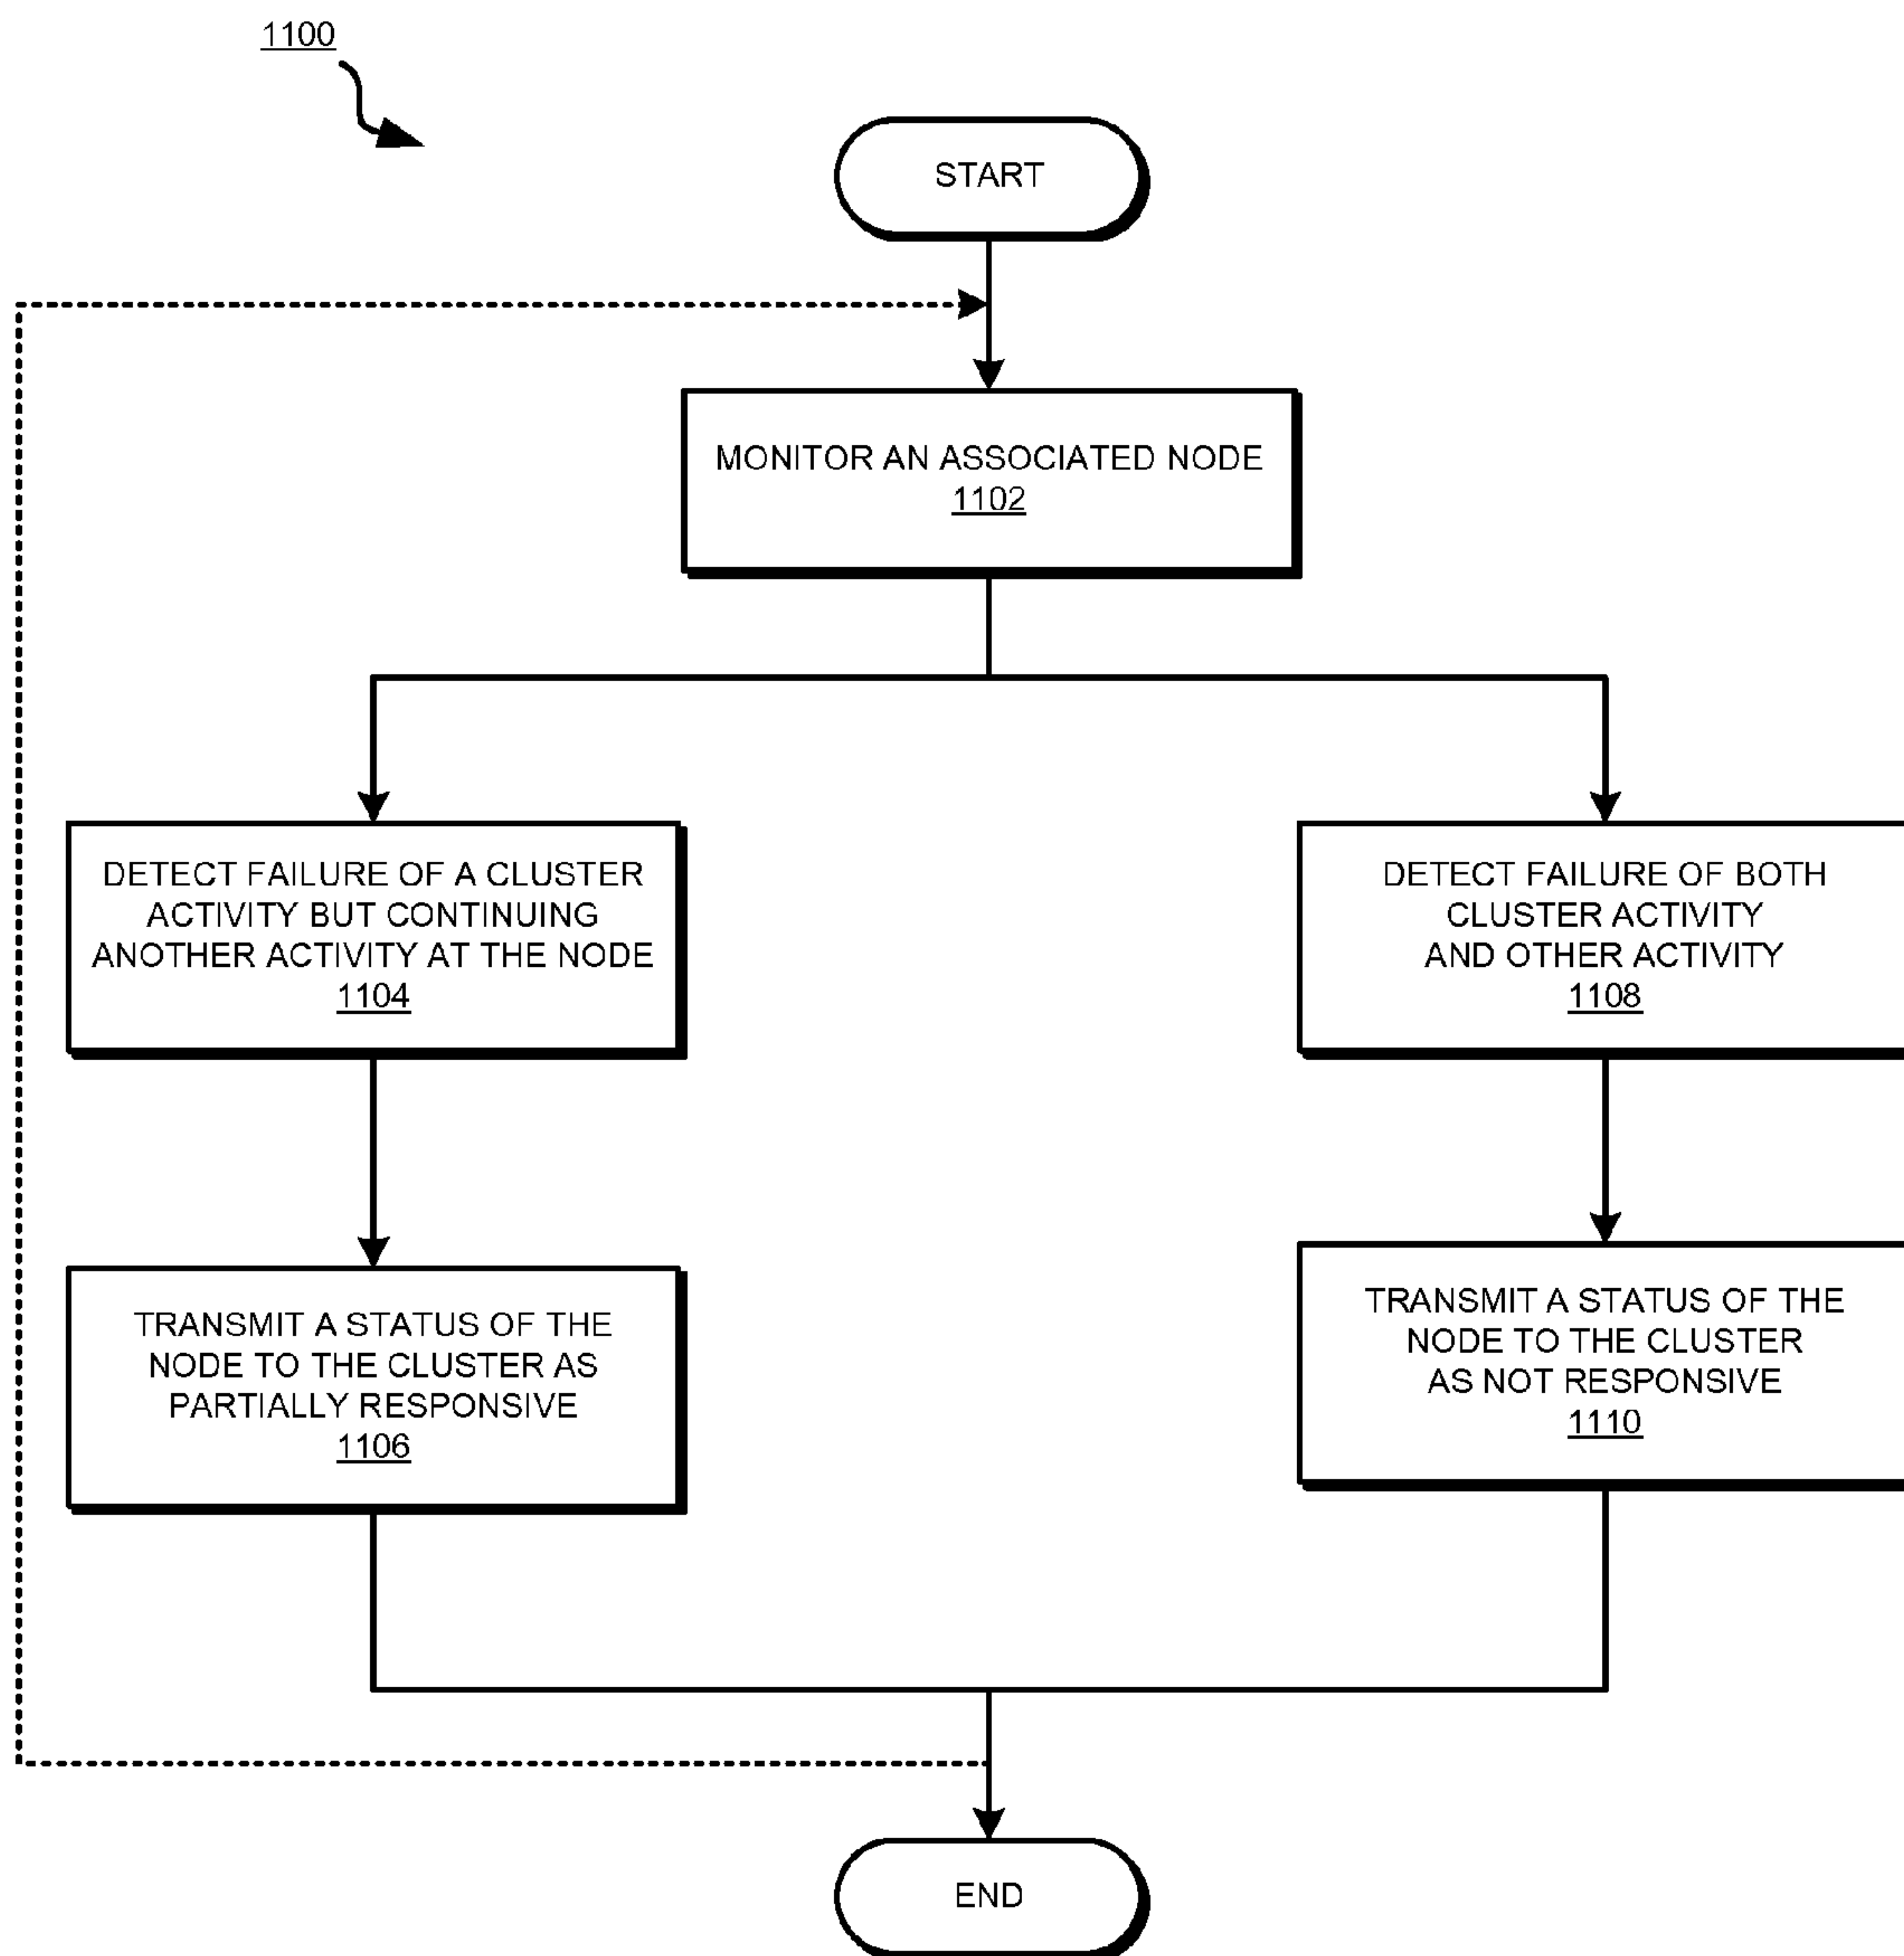 1100
START
MONITOR AN ASSOCIATED NODE
1102
DETECT FAILURE OF A CLUSTER
ACTIVITY BUT CONTINUING
ANOTHER ACTIVITY AT THE NODE
1104
DETECT FAILURE OF BOTH
CLUSTER ACTIVITY
AND OTHER ACTIVITY
1108
TRANSMIT A STATUS OF THE
NODE TO THE CLUSTER AS
PARTIALLY RESPONSIVE
1106
TRANSMIT A STATUS OF THE
NODE TO THE CLUSTER
AS NOT RESPONSIVE
1110
END